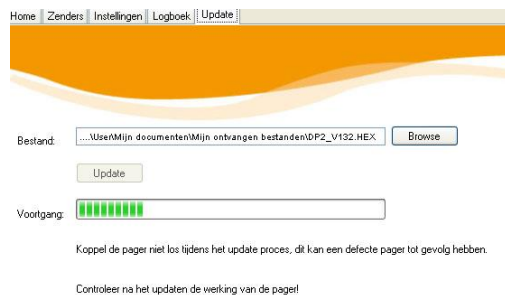 Home Zenders Instellingen Logboek Update
Bestand: ....\User\Mijn documenten\Mijn ontvangen bestanden\DP2_V132.HEX Browse
Update
Voortgang:
Koppel de pager niet los tijdens het update proces, dit kan een defecte pager tot gevolg hebben.
Controleer na het updaten de werking van de pager!